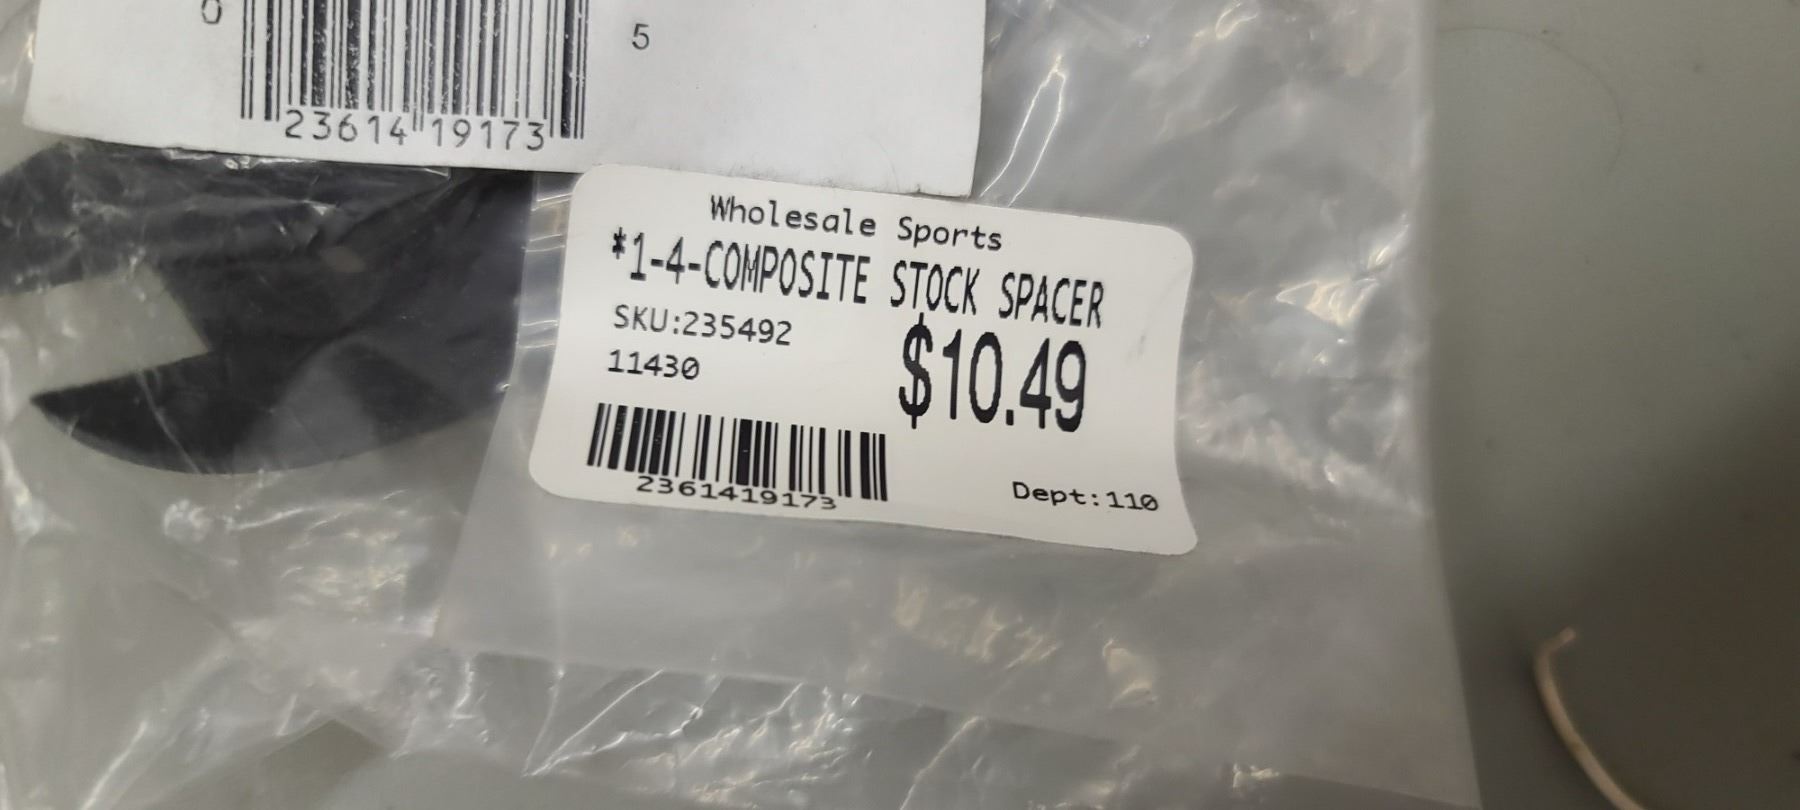 0
5
23614 19173
Wholesale Sports
*1-4-COMPOSITE STOCK SPACER
SKU:235492
$10.49
11430
2361419173
Dept:110